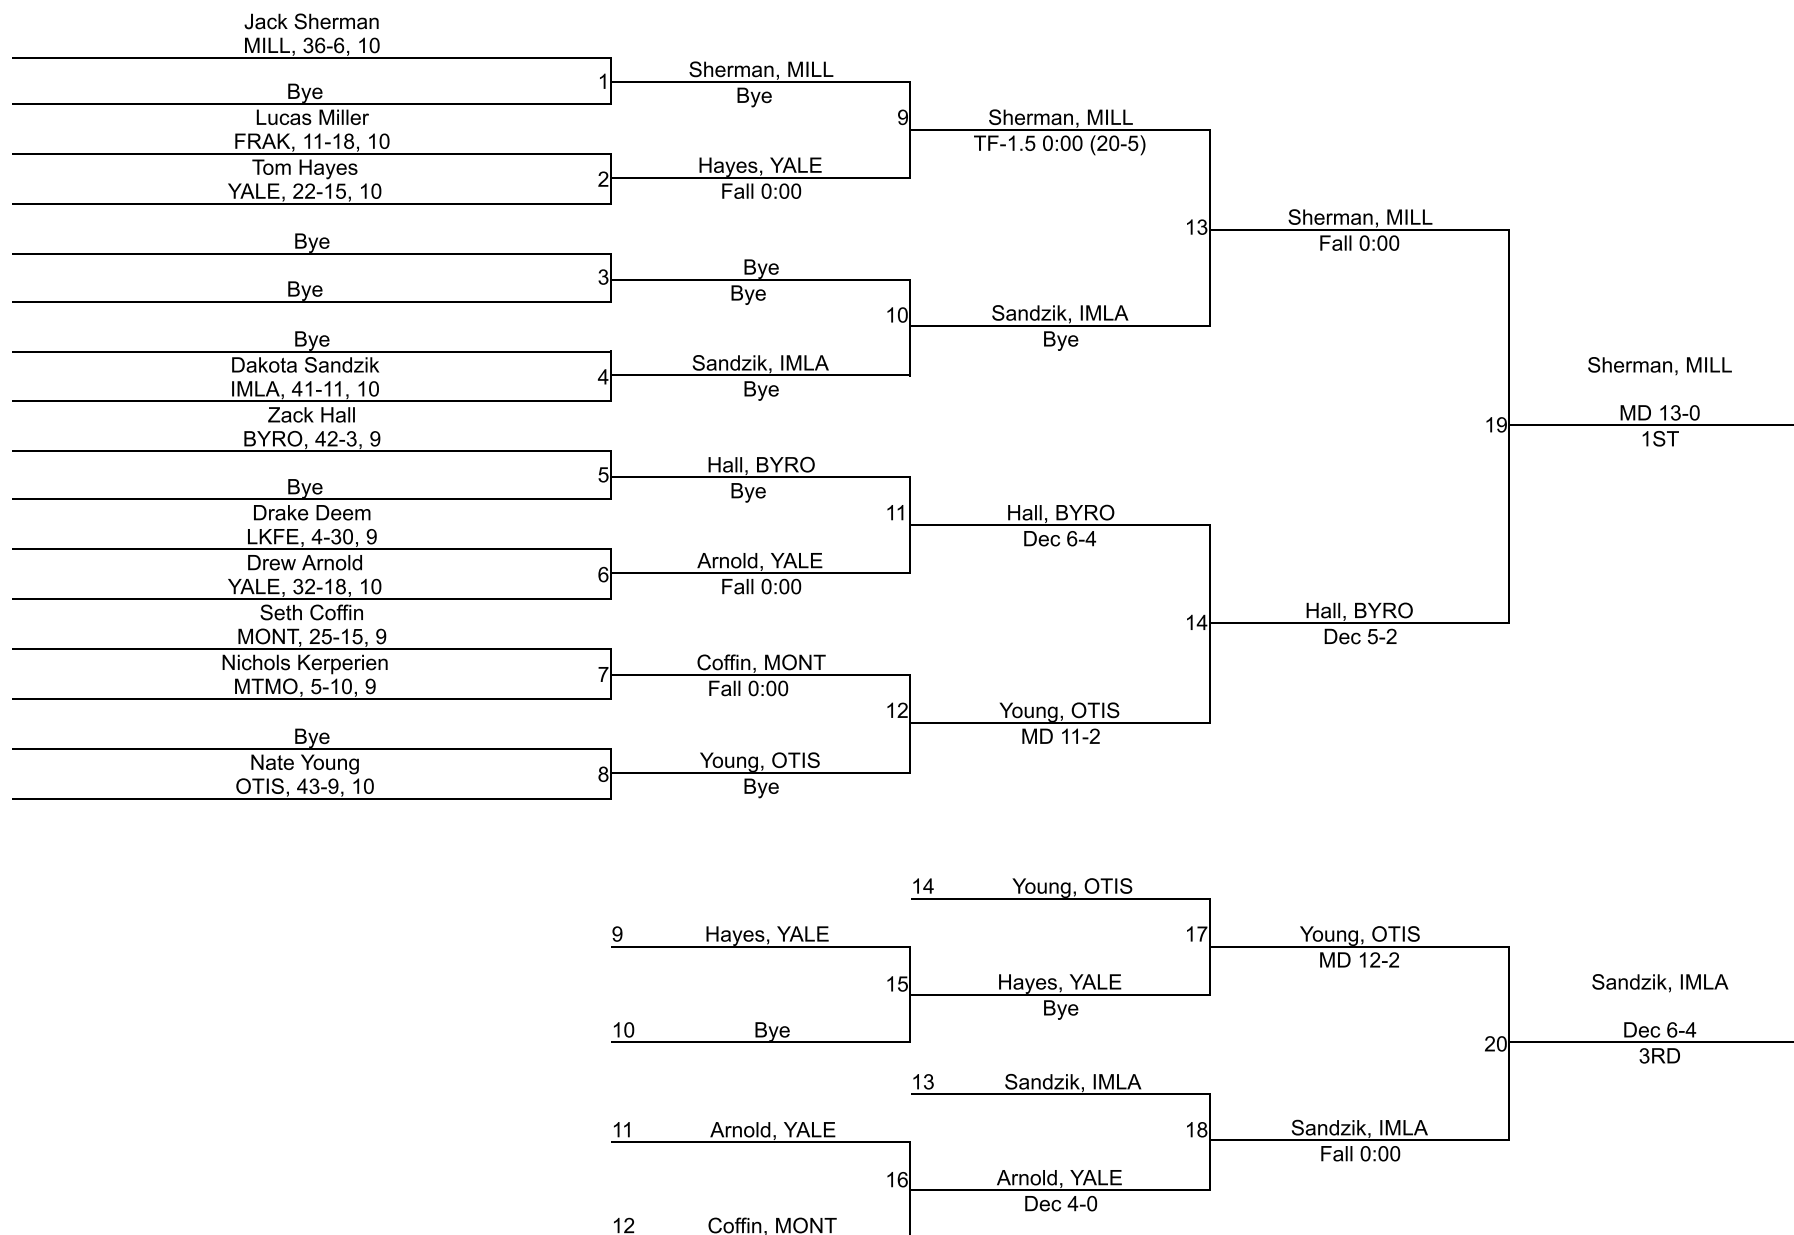 Jack Sherman
MILL, 36-6, 10
Bye
1
Lucas Miller
FRAK, 11-18, 10
Tom Hayes
YALE, 22-15, 10
2
Bye
Bye
3
Bye
Dakota Sandzik
IMLA, 41-11, 10
4
Zack Hall
BYRO, 42-3, 9
Bye
5
Drake Deem
LKFE, 4-30, 9
Drew Arnold
YALE, 32-18, 10
6
Seth Coffin
MONT, 25-15, 9
Nichols Kerperien
MTMO, 5-10, 9
7
Bye
Nate Young
OTIS, 43-9, 10
8
Sherman, MILL
Bye
9
Hayes, YALE
Fall 0:00
Bye
Bye
10
Sandzik, IMLA
Bye
Hall, BYRO
Bye
11
Arnold, YALE
Fall 0:00
Coffin, MONT
Fall 0:00
12
Young, OTIS
Bye
Sherman, MILL
TF-1.5 0:00 (20-5)
13
Sandzik, IMLA
Bye
Hall, BYRO
Dec 6-4
14
Young, OTIS
MD 11-2
Sherman, MILL
Fall 0:00
19
Hall, BYRO
Dec 5-2
Sherman, MILL
MD 13-0
1ST
14 Young, OTIS
9 Hayes, YALE
17
15
Hayes, YALE
Bye
10 Bye
13 Sandzik, IMLA
11 Arnold, YALE
18
16
Arnold, YALE
Dec 4-0
12 Coffin, MONT
Young, OTIS
MD 12-2
20
Sandzik, IMLA
Fall 0:00
Sandzik, IMLA
Dec 6-4
3RD